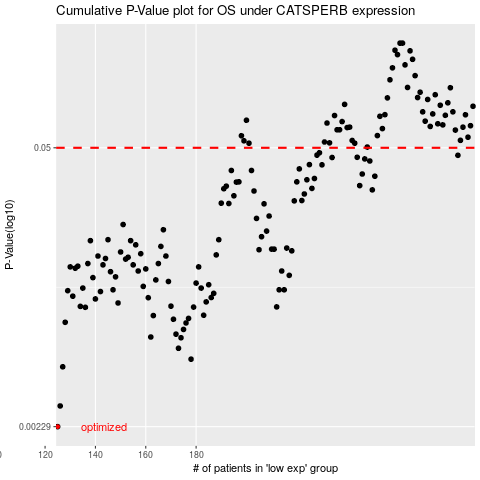 Cumulative P-Value plot for OS under CATSPERB expression
P-Value(log10)
0.05
0.00229
optimized
0 120 140 160 180
# of patients in 'low exp' group